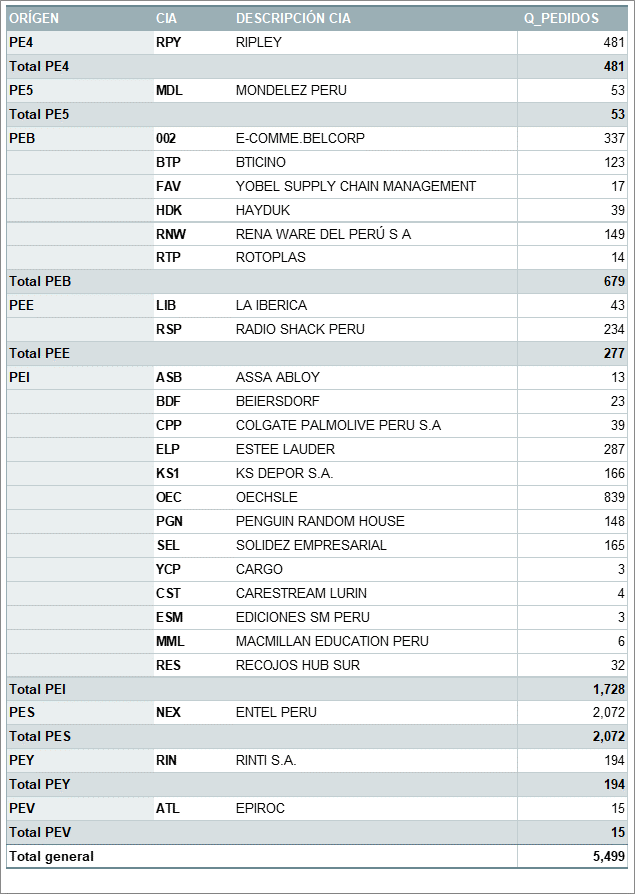 ORÍGEN CIA DESCRIPCIÓN CIA Q_PEDIDOS
PE4 RPY RIPLEY 481
Total PE4 481
PE5 MDL MONDELEZ PERU 53
Total PE5 53
PEB 002 E-COMME.BELCORP 337
BTP BTICINO 123
FAV YOBEL SUPPLY CHAIN MANAGEMENT 17
HDK HAYDUK 39
RNW RENA WARE DEL PERÚ S A 149
RTP ROTOPLAS 14
Total PEB 679
PEE LIB LA IBERICA 43
RSP RADIO SHACK PERU 234
Total PEE 277
PEI ASB ASSA ABLOY 13
BDF BEIERSDORF 23
CPP COLGATE PALMOLIVE PERU S.A 39
ELP ESTEE LAUDER 287
KS1 KS DEPOR S.A. 166
OEC OECHSLE 839
PGN PENGUIN RANDOM HOUSE 148
SEL SOLIDEZ EMPRESARIAL 165
YCP CARGO 3
CST CARESTREAM LURIN 4
ESM EDICIONES SM PERU 3
MML MACMILLAN EDUCATION PERU 6
RES RECOJOS HUB SUR 32
Total PEI 1,728
PES NEX ENTEL PERU 2,072
Total PES 2,072
PEY RIN RINTI S.A. 194
Total PEY 194
PEV ATL EPIROC 15
Total PEV 15
Total general 5,499